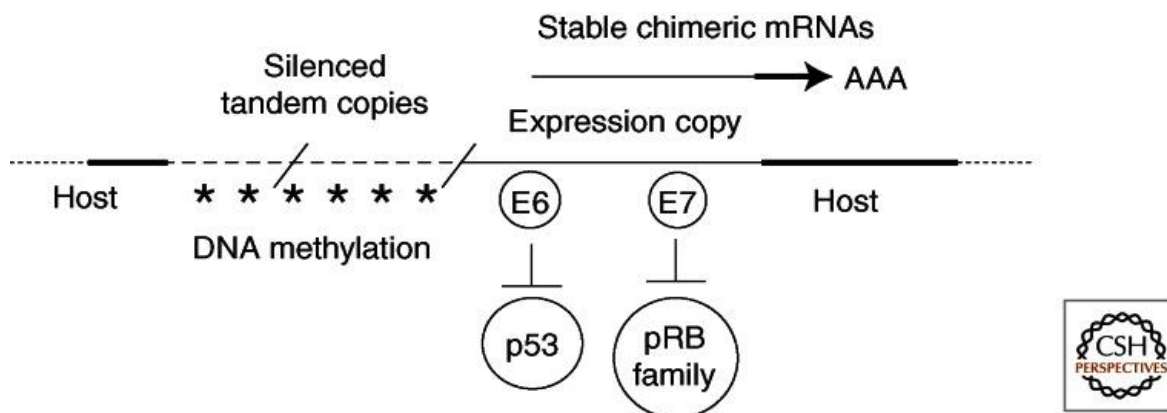 Stable chimeric mRNAs
AAA
Silenced
tandem copies
Expression copy
Host
* * * * * *
E6
E7
Host
DNA methylation
p53
pRB
family
CSH
PERSPECTIVES